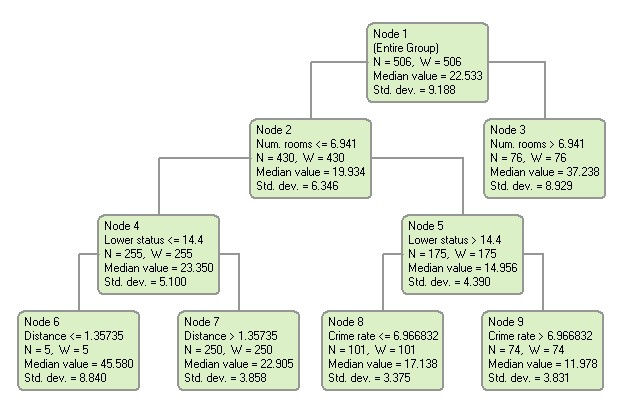 Node 1
(Entire Group)
N = 506, W = 506
Median value = 22.533
Std. dev. = 9.188
Node 2
Num. rooms <= 6.941
N = 430, W = 430
Median value = 19.934
Std. dev. = 6.346
Node 3
Num. rooms > 6.941
N = 76, W = 76
Median value = 37.238
Std. dev. = 8.929
Node 4
Lower status <= 14.4
N = 255, W = 255
Median value = 23.350
Std. dev. = 5.100
Node 5
Lower status > 14.4
N = 175, W = 175
Median value = 14.956
Std. dev. = 4.390
Node 6
Distance <= 1.35735
N = 5, W = 5
Median value = 45.580
Std. dev. = 8.840
Node 7
Distance > 1.35735
N = 250, W = 250
Median value = 22.905
Std. dev. = 3.858
Node 8
Crime rate <= 6.966832
N = 101, W = 101
Median value = 17.138
Std. dev. = 3.375
Node 9
Crime rate > 6.966832
N = 74, W = 74
Median value = 11.978
Std. dev. = 3.831